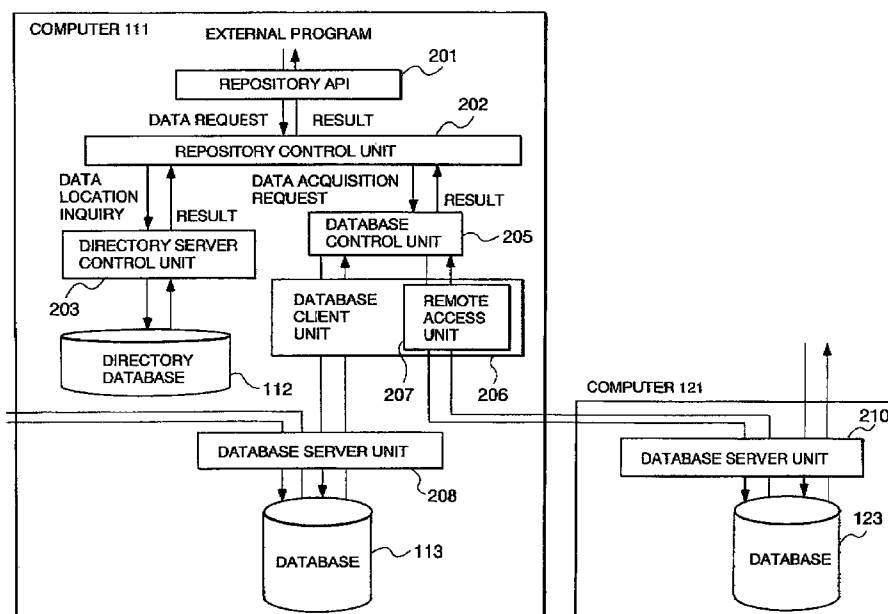 COMPUTER 111
EXTERNAL PROGRAM
201
REPOSITORY API
DATA REQUEST
RESULT
202
REPOSITORY CONTROL UNIT
DATA
LOCATION
INQUIRY
RESULT
DATA ACQUISITION
REQUEST
RESULT
DATABASE
CONTROL UNIT
205
DIRECTORY SERVER
CONTROL UNIT
203
DATABASE
CLIENT
UNIT
REMOTE
ACCESS
UNIT
207
206
DIRECTORY
DATABASE
112
COMPUTER 121
210
DATABASE SERVER UNIT
208
DATABASE SERVER UNIT
DATABASE
113
DATABASE
123